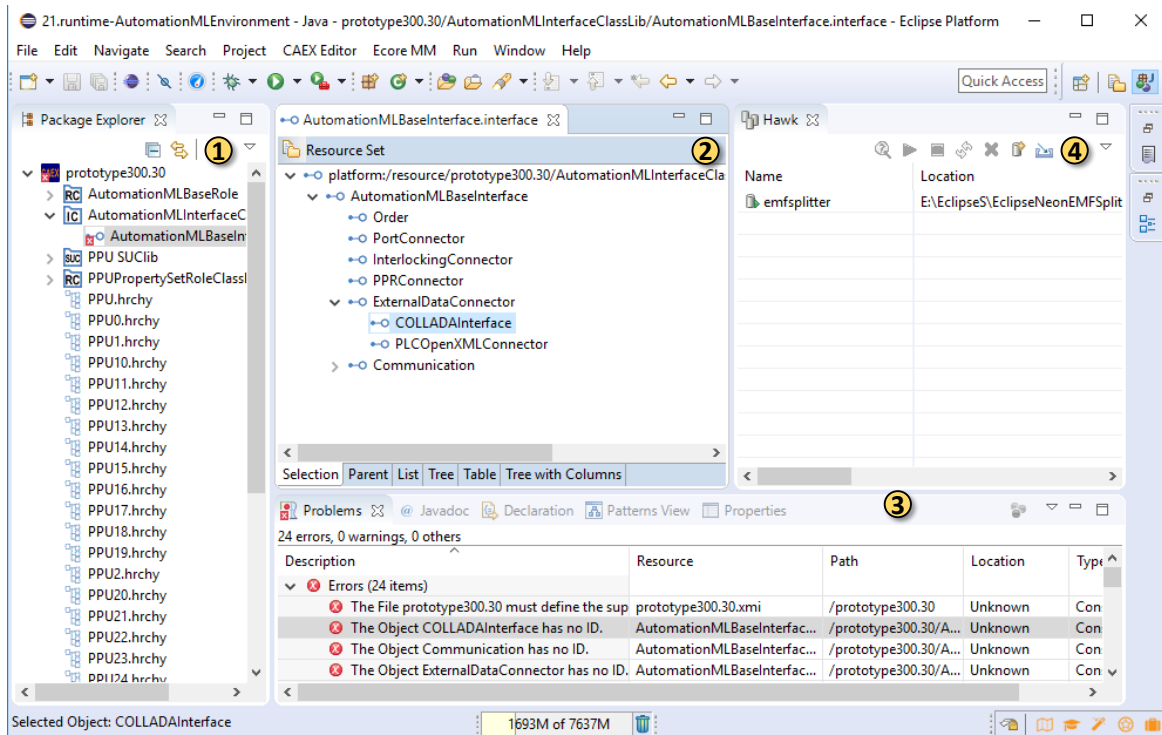 21.runtime-AutomationMLEnvironment - Java - prototype300.30/AutomationMLInterfaceClassLib/AutomationMLBaseInterface.interface - Eclipse Platform
File Edit Navigate Search Project CAEX Editor Ecore MM Run Window Help
Quick Access
Package Explorer
1
prototype300.30
RC AutomationMLBaseRole
IC AutomationMLInterfaceC
AutomationMLBaseIn
SUC PPU SUClib
RC PPUPropertySetRoleClassl
PPU.hrchy
PPU0.hrchy
PPU1.hrchy
PPU10.hrchy
PPU11.hrchy
PPU12.hrchy
PPU13.hrchy
PPU14.hrchy
PPU15.hrchy
PPU16.hrchy
PPU17.hrchy
PPU18.hrchy
PPU19.hrchy
PPU2.hrchy
PPU20.hrchy
PPU21.hrchy
PPU22.hrchy
PPU23.hrchy
PPU24 hrchy
AutomationMLBaseInterface.interface
Resource Set
2
platform:/resource/prototype300.30/AutomationMLInterfaceCla
AutomationMLBaseInterface
Order
PortConnector
InterlockingConnector
PPRConnector
ExternalDataConnector
COLLADAInterface
PLCOpenXMLConnector
Communication
Selection Parent List Tree Table Tree with Columns
Hawk
4
Name Location
emfsplitter E:\EclipseS\EclipseNeonEMFSplit
Problems @ Javadoc Declaration Patterns View Properties
3
24 errors, 0 warnings, 0 others
Description Resource Path Location Type
Errors (24 items)
The File prototype300.30 must define the sup prototype300.30.xmi /prototype300.30 Unknown Con
The Object COLLADAInterface has no ID. AutomationMLBaseInterfac... /prototype300.30/A... Unknown Con
The Object Communication has no ID. AutomationMLBaseInterfac... /prototype300.30/A... Unknown Con
The Object ExternalDataConnector has no ID. AutomationMLBaseInterfac... /prototype300.30/A... Unknown Con
Selected Object: COLLADAInterface
1693M of 7637M